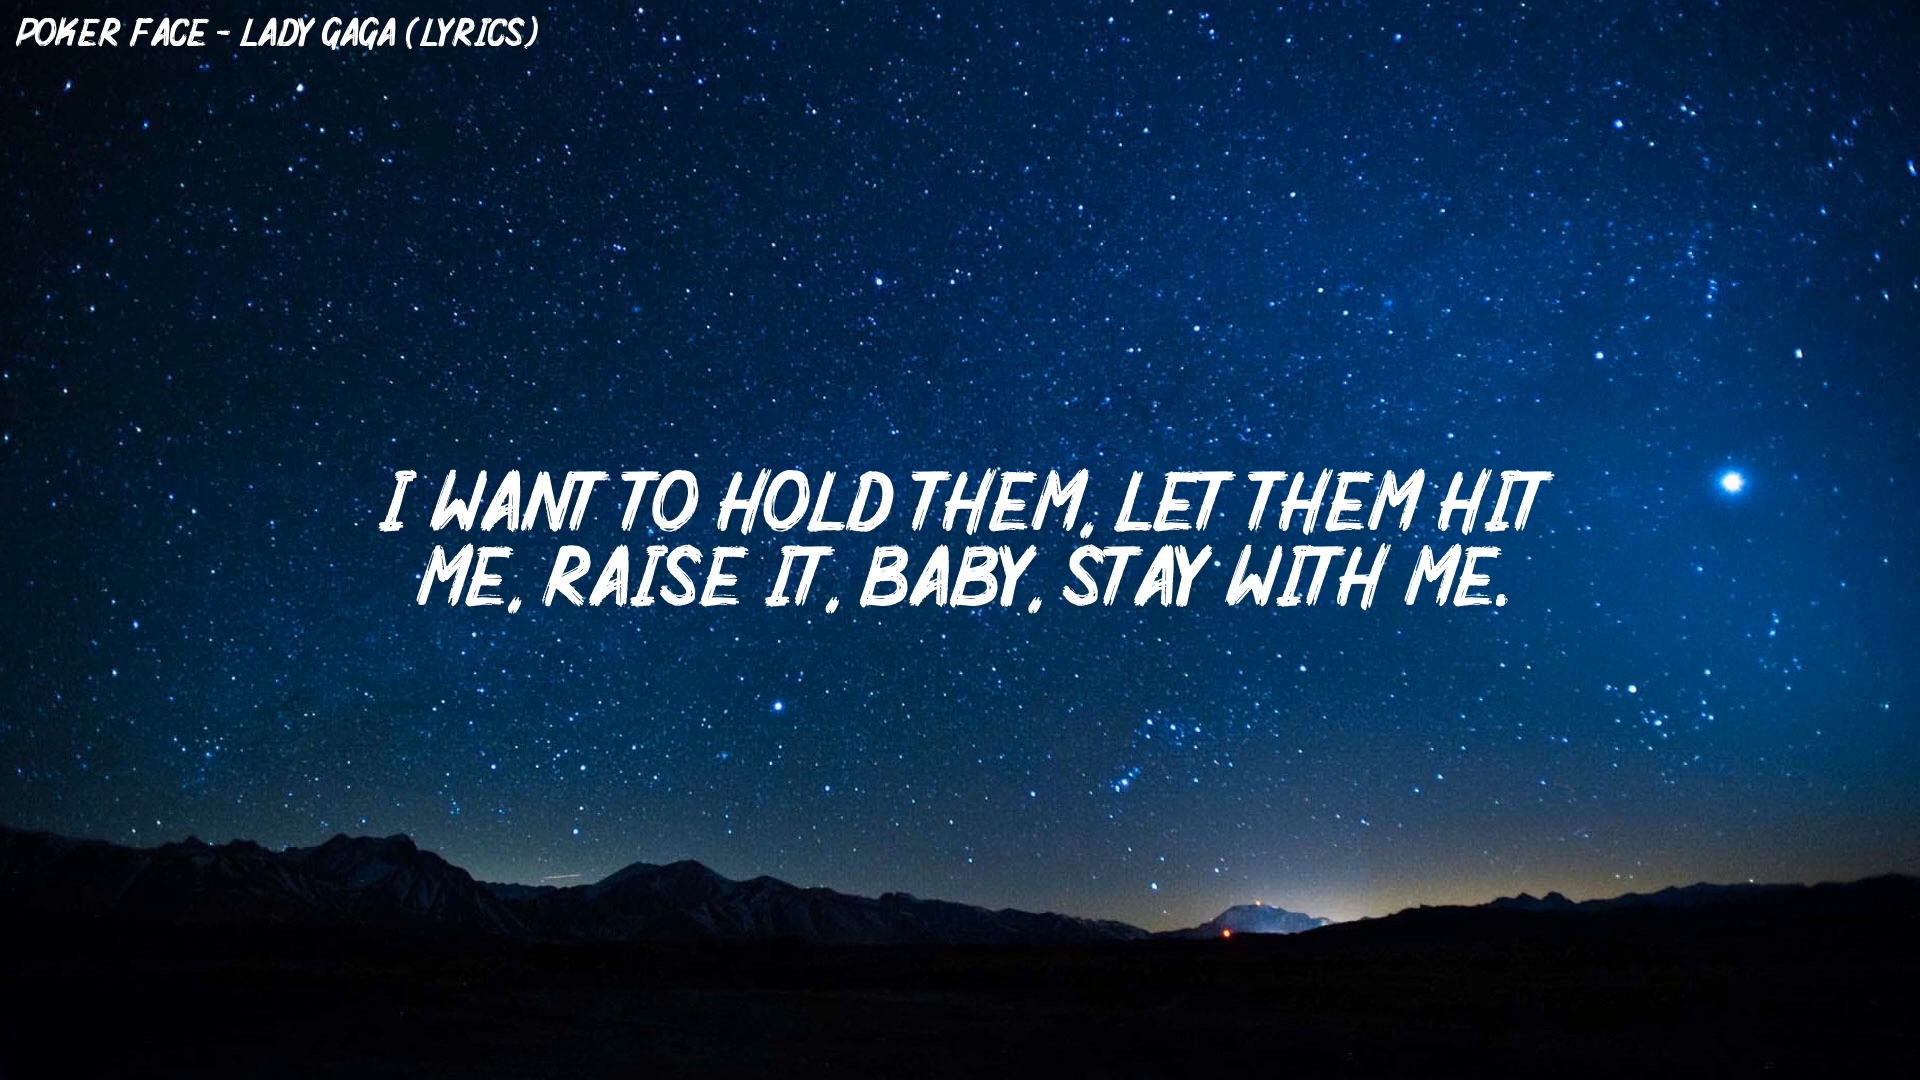 POKER FACE - LADY GAGA (LYRICS)
I WANT TO HOLD THEM, LET THEM HIT
ME, RAISE IT, BABY, STAY WITH ME.